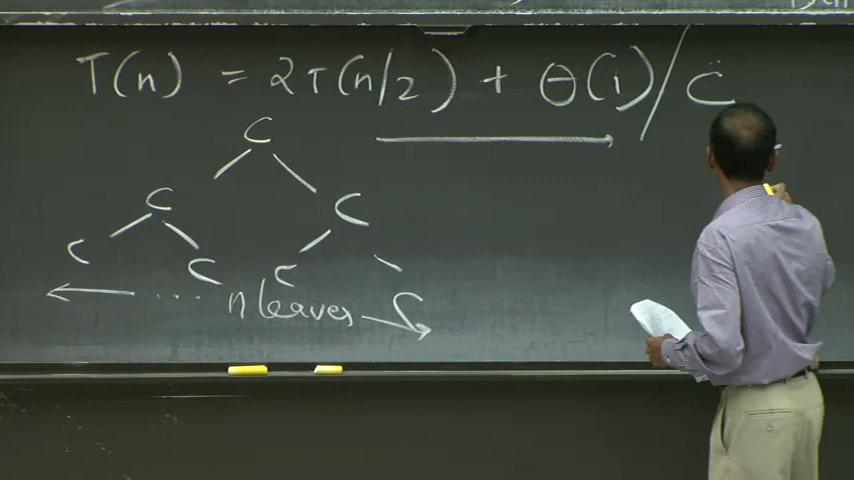 T(n) = 2T(n/2) + θ(1) / C
C
C C
C C C C
... n leaves